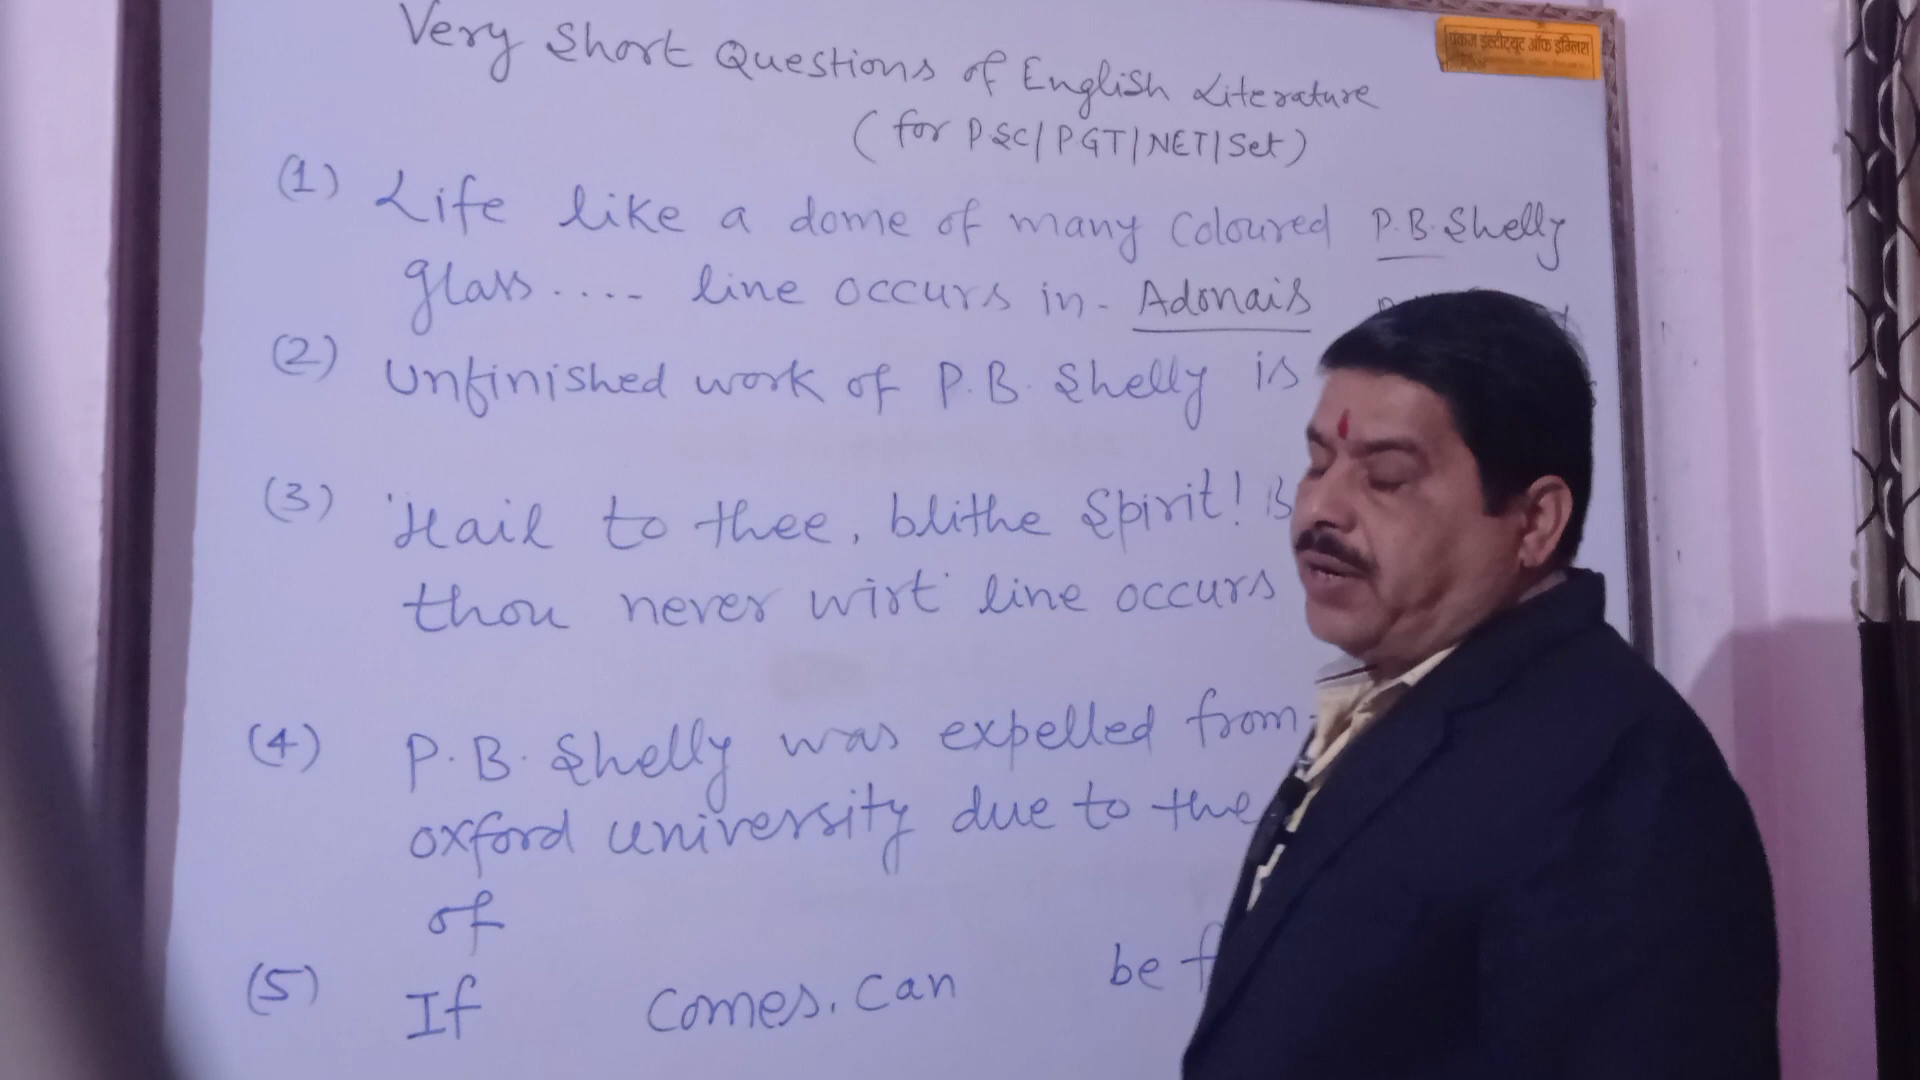 Very Short Questions of English Literature
(for PSC/PGT/NET/Set)
(1) Life like a dome of many coloured P.B. Shelly
glass.... line occurs in - Adonais
(2) Unfinished work of P.B. Shelly is
(3) 'Hail to thee, blithe Spirit! B
thou never wirt' line occurs
(4) P.B. Shelly was expelled from
oxford university due to the
of
(5) If comes, can be f
पंकज इंस्टीट्यूट ऑफ इंग्लिश